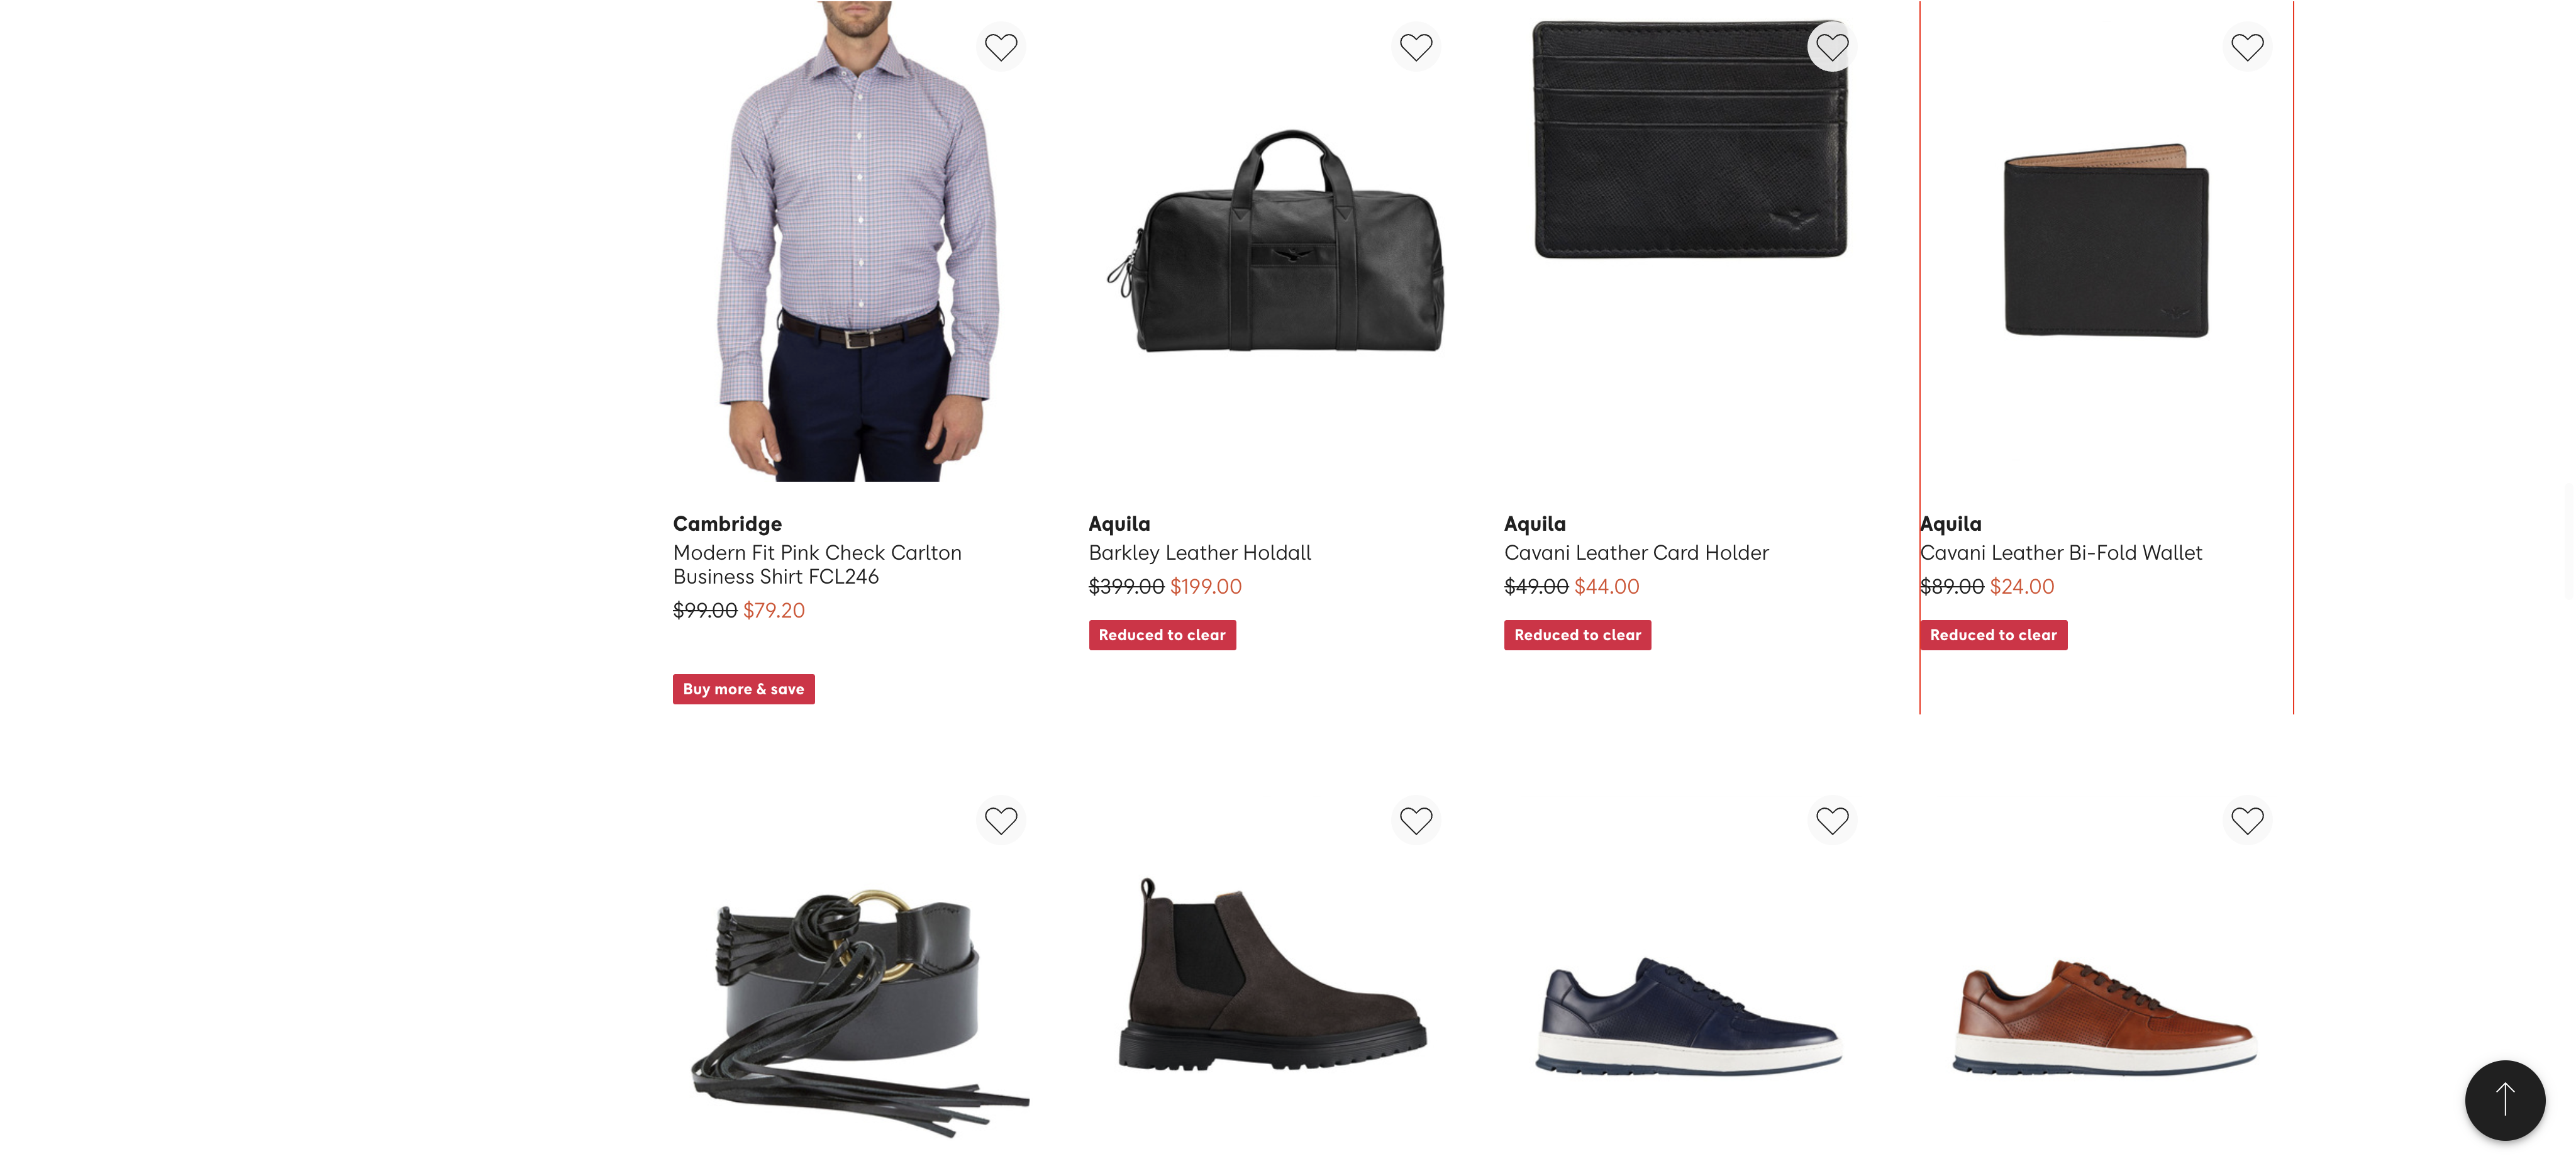 Cambridge
Modern Fit Pink Check Carlton
Business Shirt FCL246
$99.00 $79.20
Buy more & save
Aquila
Barkley Leather Holdall
$399.00 $199.00
Reduced to clear
Aquila
Cavani Leather Card Holder
$49.00 $44.00
Reduced to clear
Aquila
Cavani Leather Bi-Fold Wallet
$89.00 $24.00
Reduced to clear